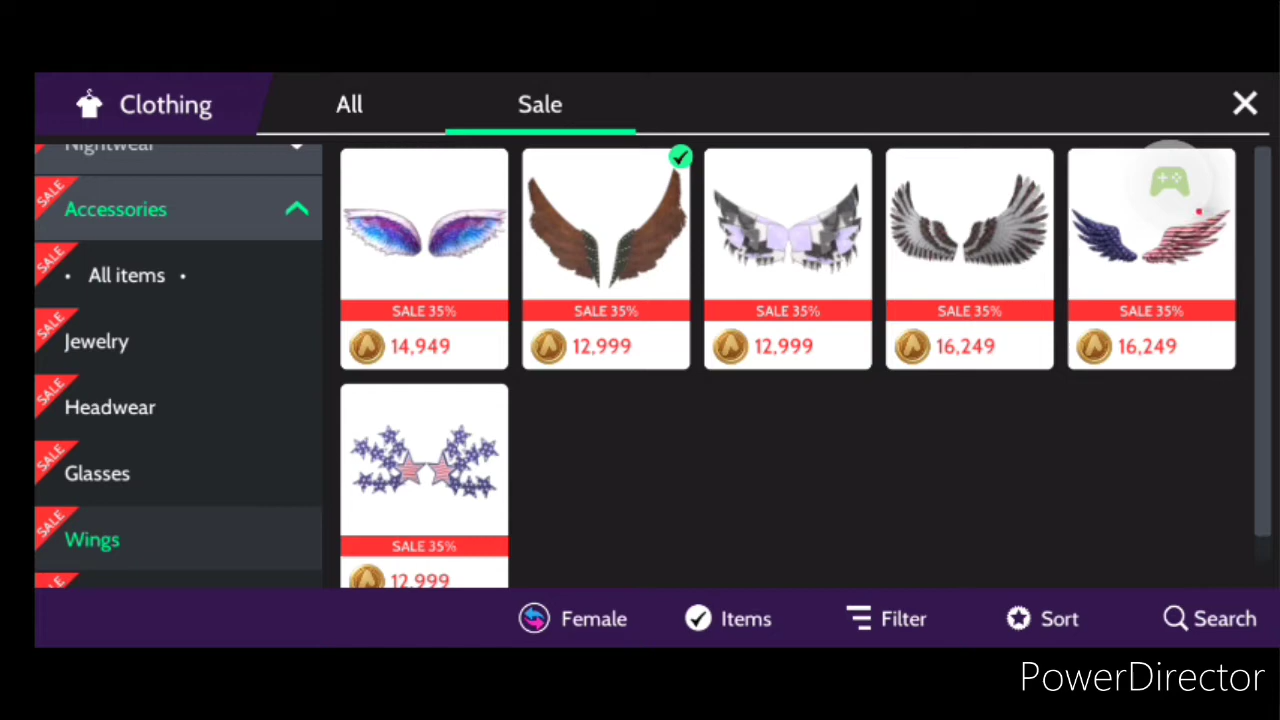 Clothing
All
Sale
Nightwear
SALE
Accessories
SALE
• All items •
SALE
Jewelry
SALE
Headwear
SALE
Glasses
SALE
Wings
SALE 35%
14,949
SALE 35%
12,999
SALE 35%
12,999
SALE 35%
16,249
SALE 35%
16,249
SALE 35%
12,999
Female
Items
Filter
Sort
Search
PowerDirector